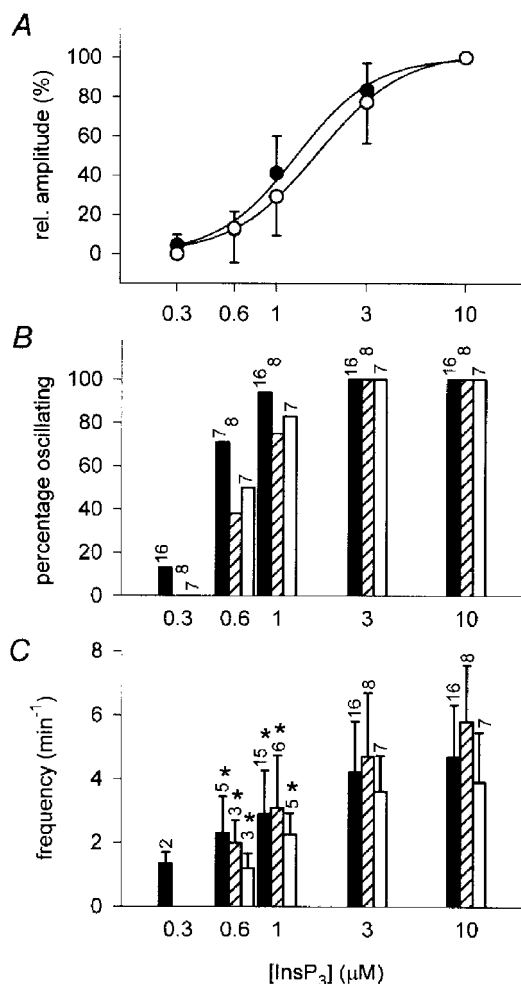 A
rel. amplitude (%)
100
80
60
40
20
0
0.3 0.6 1 3 10
B
percentage oscillating
100
80
60
40
20
0
16 8 7
7 8 7
16 8 7
16 8 7
16 8 7
0.3 0.6 1 3 10
C
frequency (min⁻¹)
8
6
4
2
0
2
5* 3* 3*
15* 6* 5*
16 8 7
16 8 7
0.3 0.6 1 3 10
[InsP₃] (μM)